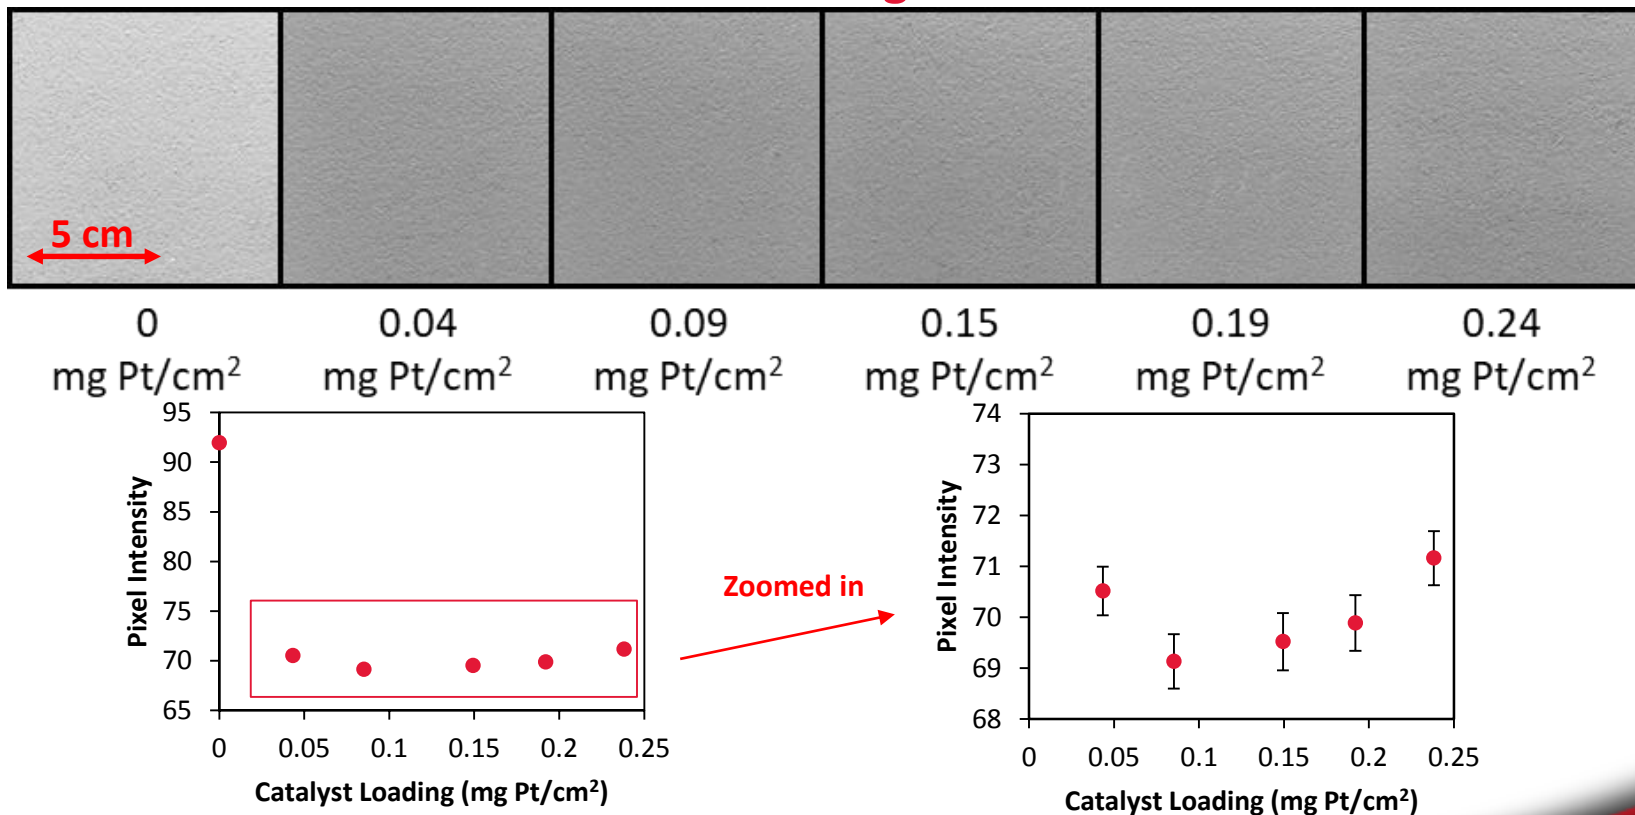 5 cm
0
mg Pt/cm²
0.04
mg Pt/cm²
0.09
mg Pt/cm²
0.15
mg Pt/cm²
0.19
mg Pt/cm²
0.24
mg Pt/cm²
Pixel Intensity
95
90
85
80
75
70
65
0 0.05 0.1 0.15 0.2 0.25
Catalyst Loading (mg Pt/cm²)
Zoomed in
Pixel Intensity
74
73
72
71
70
69
68
0 0.05 0.1 0.15 0.2 0.25
Catalyst Loading (mg Pt/cm²)